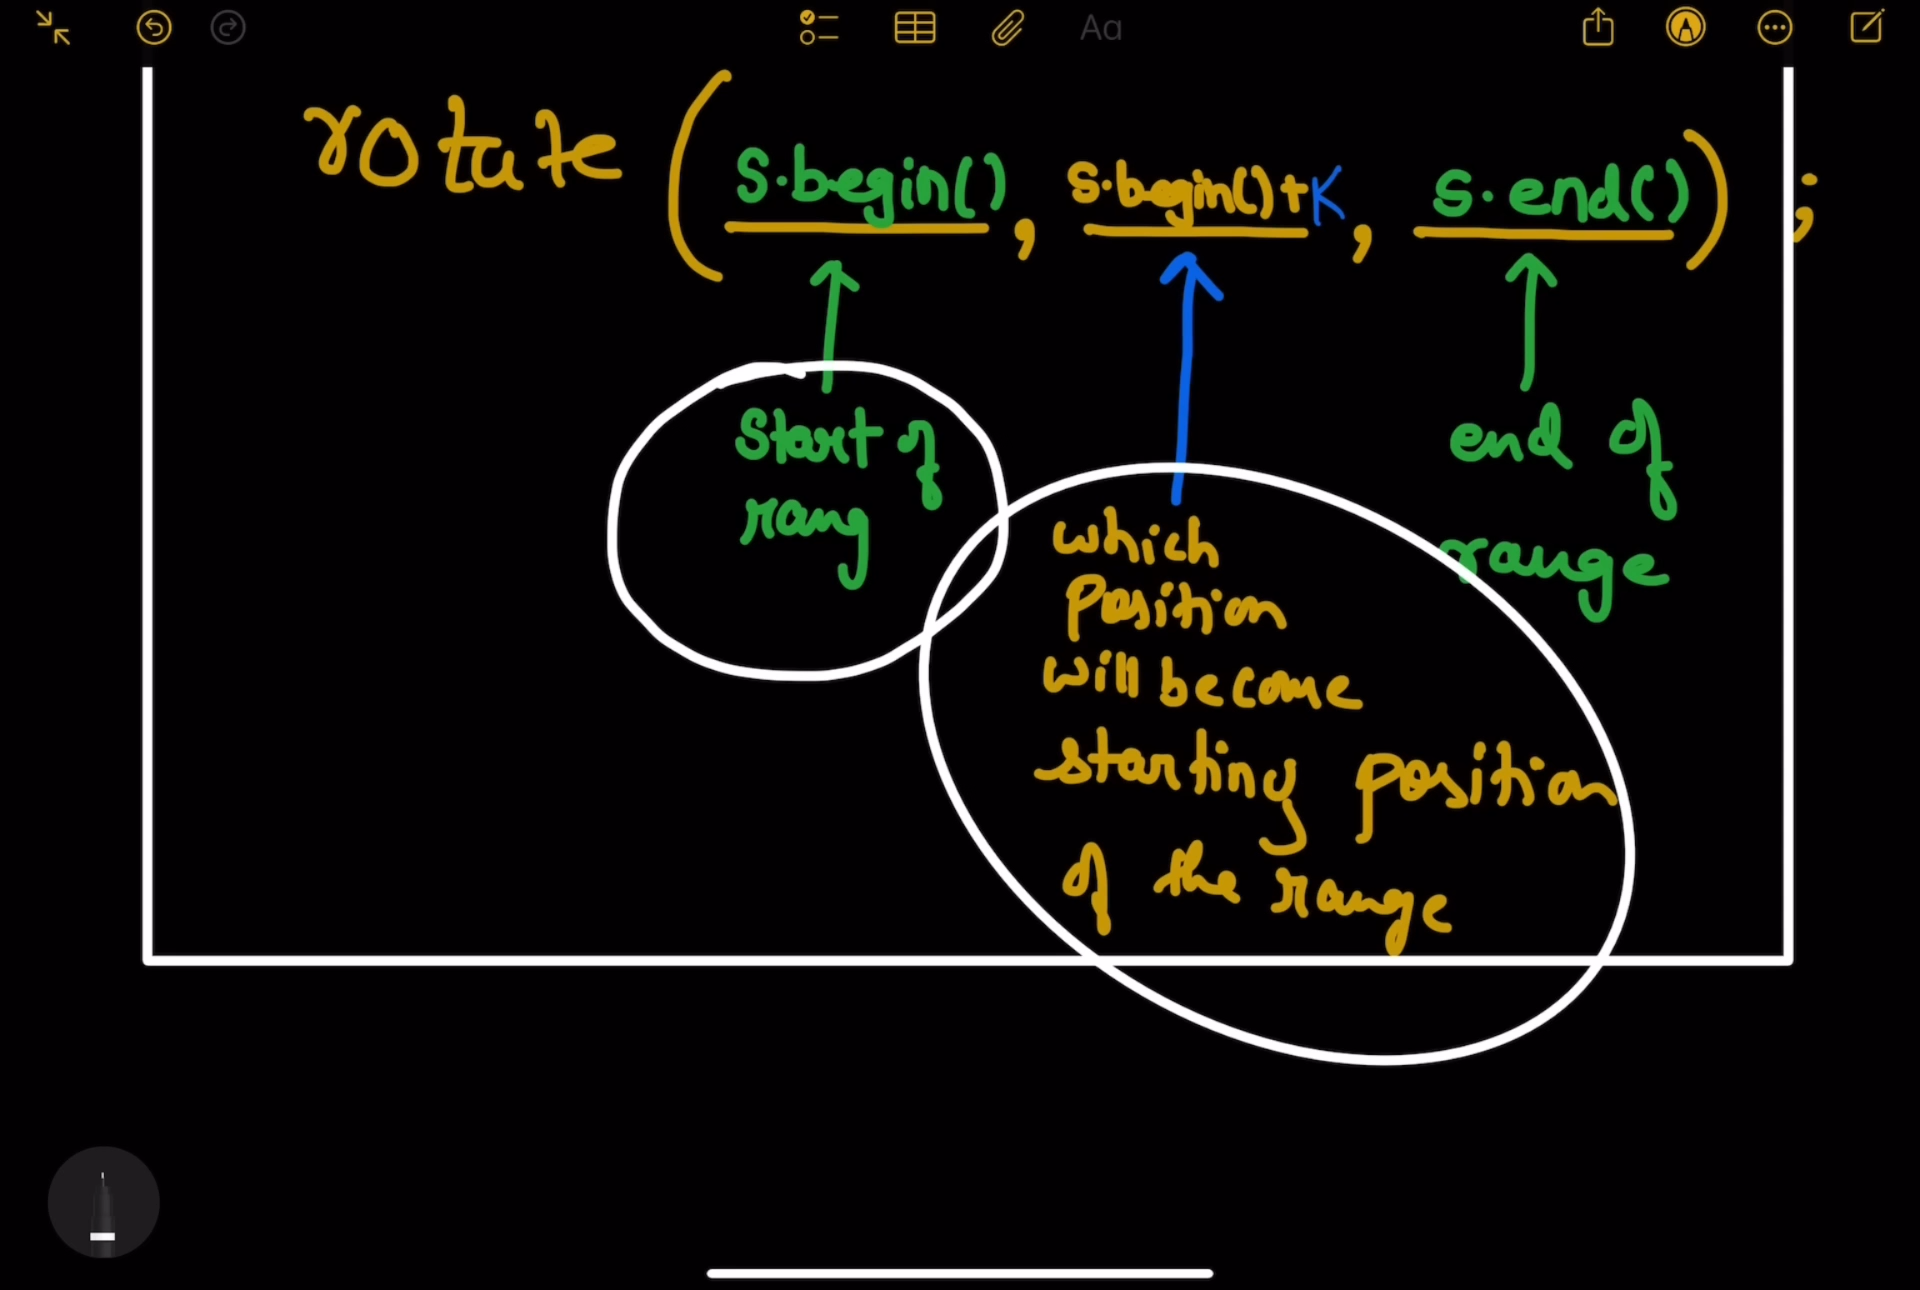 Aa
rotate (s.begin(), s.begin()+K, s.end());
Start of
rang
which
position
will become
starting position
of the range
end of
range